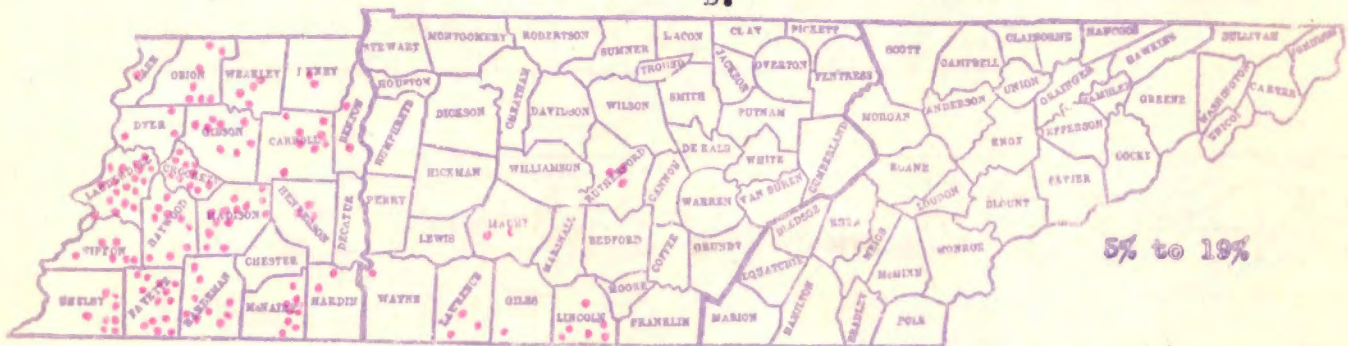 B.
STEWART MONTGOMERY ROBERTSON SUMNER MACON CLAY PICKETT SCOTT CAMPBELL CLAIBORNE HANCOCK HAWKINS SULLIVAN JOHNSON
LAKE OBION WEAKLEY HENRY HOUSTON TROUSD JACKSON OVERTON FENTRESS UNION GRAINGER HAMBLEN GREENE WASHINGTON CARTER UNICOI
DYER GIBSON CARROLL BENTON HUMPHREYS DICKSON CHEATHAM DAVIDSON WILSON SMITH PUTNAM MORGAN ANDERSON KNOX JEFFERSON COCKE
LAUDERDALE CROCKETT HICKMAN WILLIAMSON RUTHERFORD CANNON DE KALB WHITE CUMBERLAND ROANE LOUDON BLOUNT SEVIER
TIPTON HAYWOOD MADISON HENDERSON DECATUR PERRY LEWIS MAURY MARSHALL BEDFORD COFFEE WARREN VAN BUREN BLEDSOE RHEA MEIGS MONROE
CHESTER GRUNDY SEQUATCHIE McMINN
5% to 19%
SHELBY FAYETTE HARDEMAN McNAIRY HARDIN WAYNE LAWRENCE GILES LINCOLN MOORE FRANKLIN MARION HAMILTON BRADLEY POLK